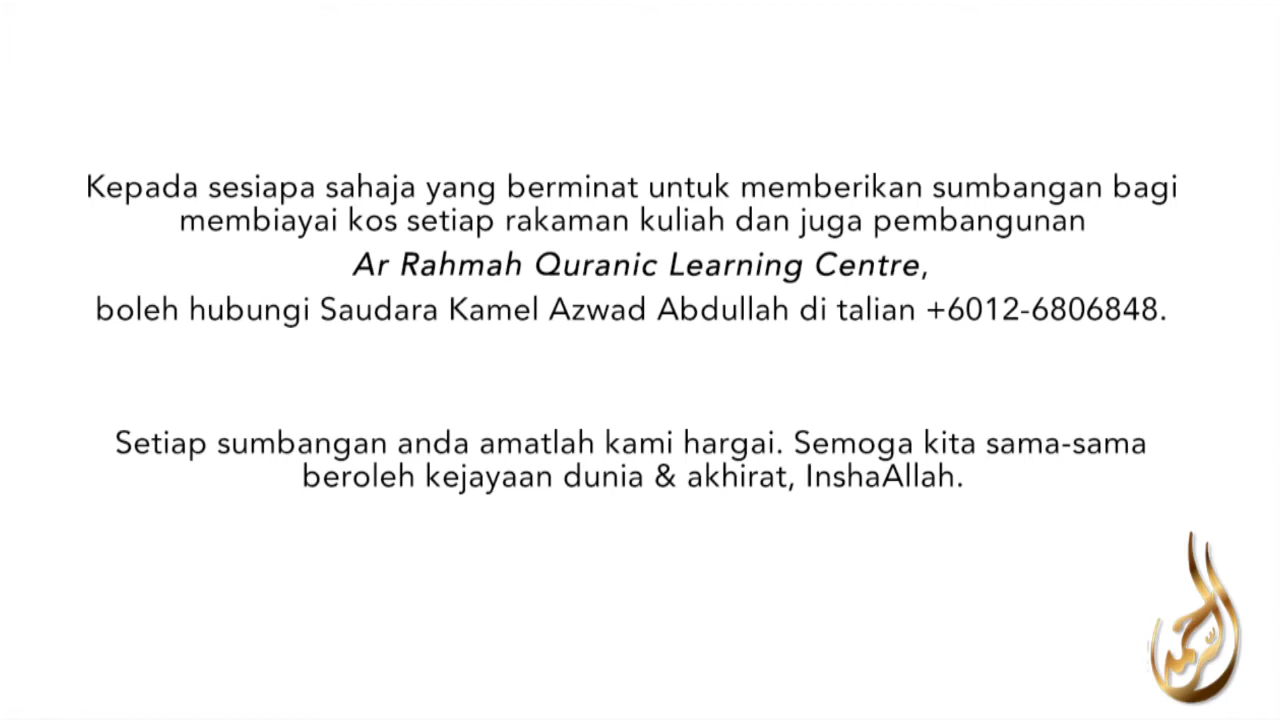 Kepada sesiapa sahaja yang berminat untuk memberikan sumbangan bagi
membiayai kos setiap rakaman kuliah dan juga pembangunan
Ar Rahmah Quranic Learning Centre,
boleh hubungi Saudara Kamel Azwad Abdullah di talian +6012-6806848.
Setiap sumbangan anda amatlah kami hargai. Semoga kita sama-sama
beroleh kejayaan dunia & akhirat, InshaAllah.
الرحمة